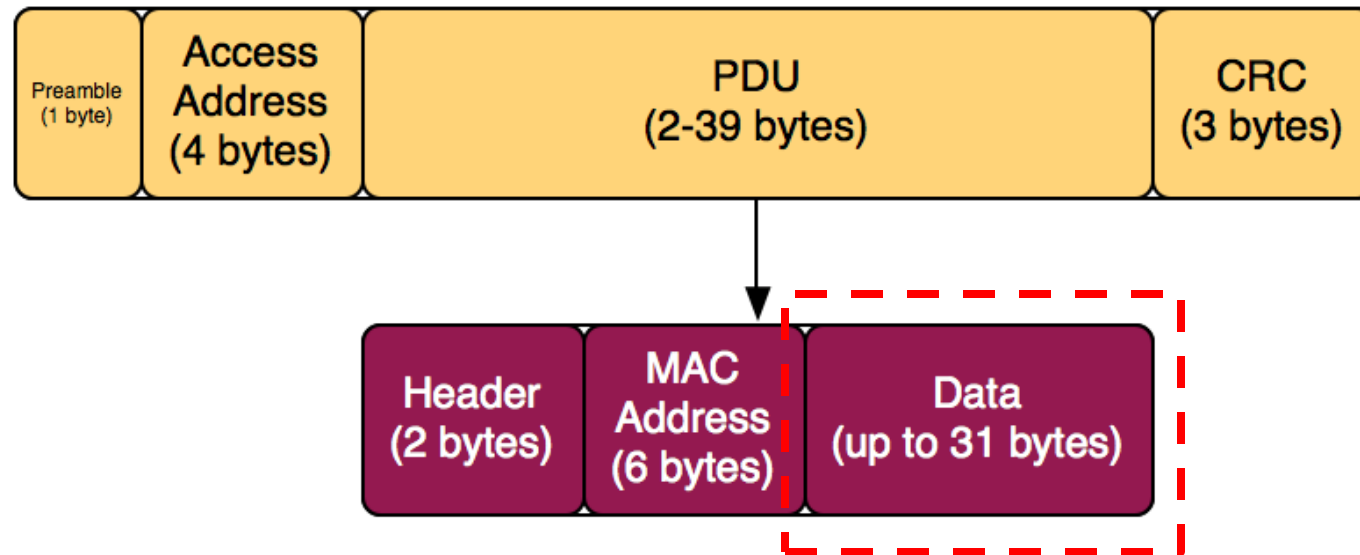 Preamble
(1 byte)
Access
Address
(4 bytes)
PDU
(2-39 bytes)
CRC
(3 bytes)
Header
(2 bytes)
MAC
Address
(6 bytes)
Data
(up to 31 bytes)